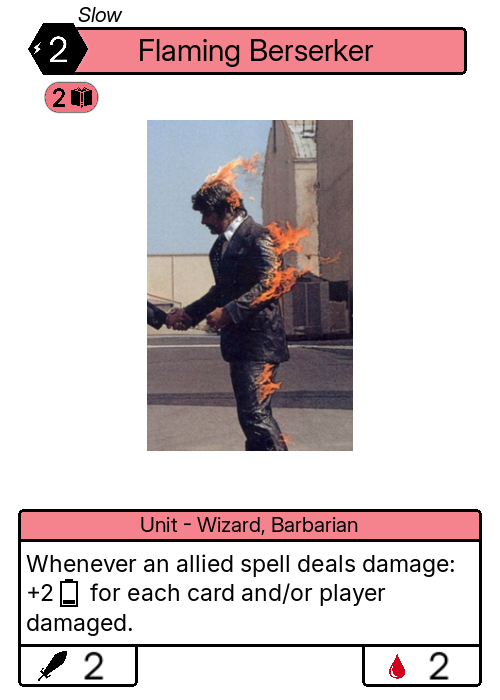 Slow
2 Flaming Berserker
2
Unit - Wizard, Barbarian
Whenever an allied spell deals damage:
+2 for each card and/or player
damaged.
2 2